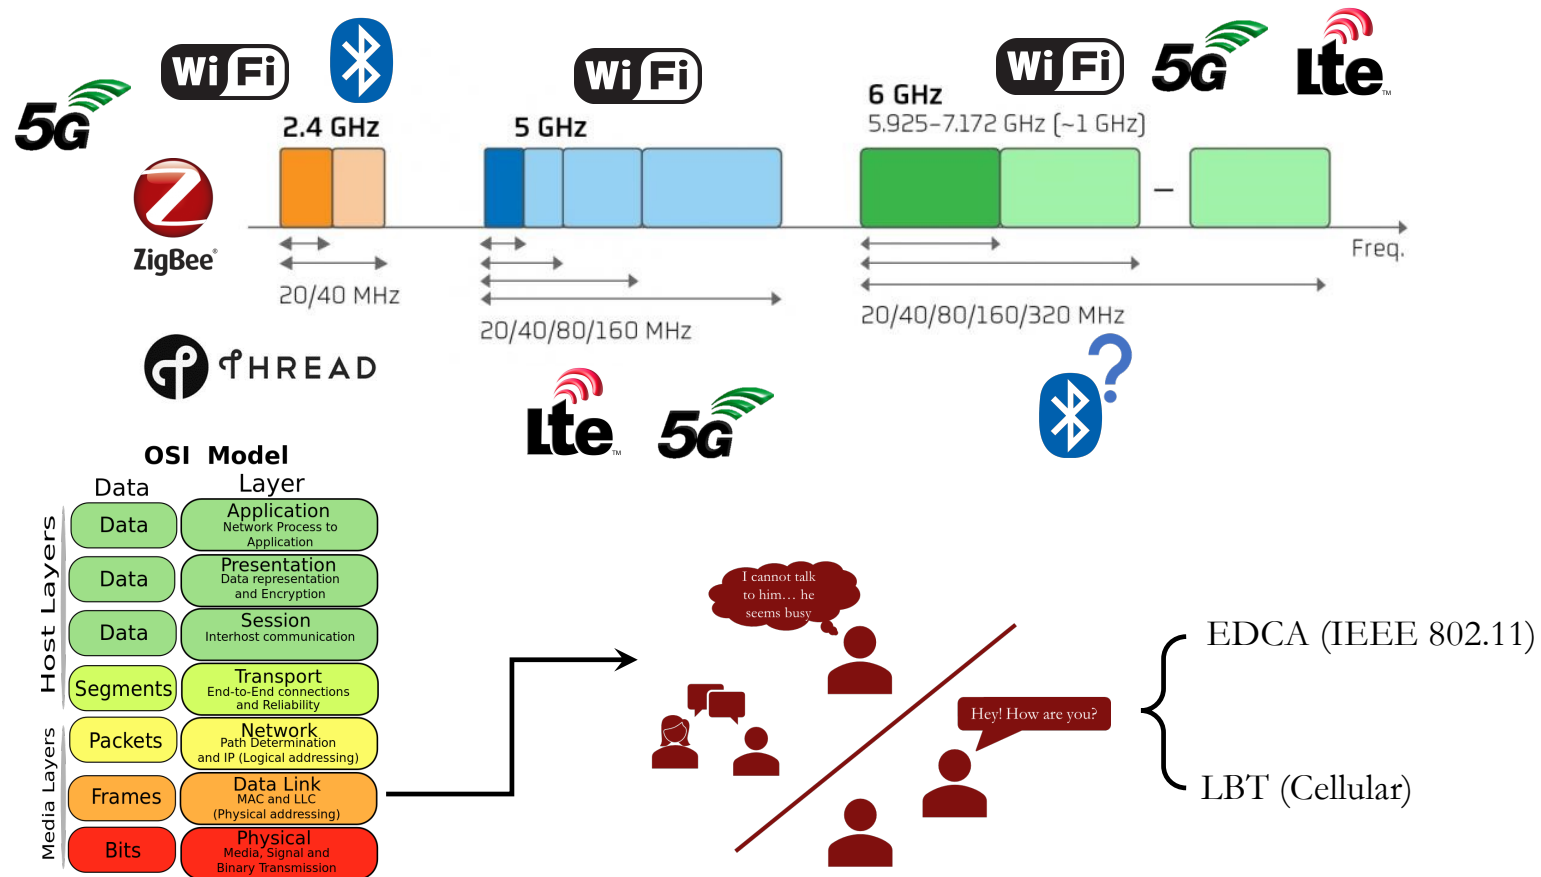 5G
Wi Fi
Wi Fi
Wi Fi
5G
Lte™
2.4 GHz
5 GHz
6 GHz
5.925–7.172 GHz (~1 GHz)
ZigBee®
–
Freq.
20/40 MHz
20/40/80/160 MHz
20/40/80/160/320 MHz
THREAD
Lte™
5G
?
OSI Model
Data
Layer
Host Layers
Data
Application
Network Process to
Application
Data
Presentation
Data representation
and Encryption
Data
Session
Interhost communication
Segments
Transport
End-to-End connections
and Reliability
Media Layers
Packets
Network
Path Determination
and IP (Logical addressing)
Frames
Data Link
MAC and LLC
(Physical addressing)
Bits
Physical
Media, Signal and
Binary Transmission
I cannot talk
to him… he
seems busy
Hey! How are you?
EDCA (IEEE 802.11)
LBT (Cellular)